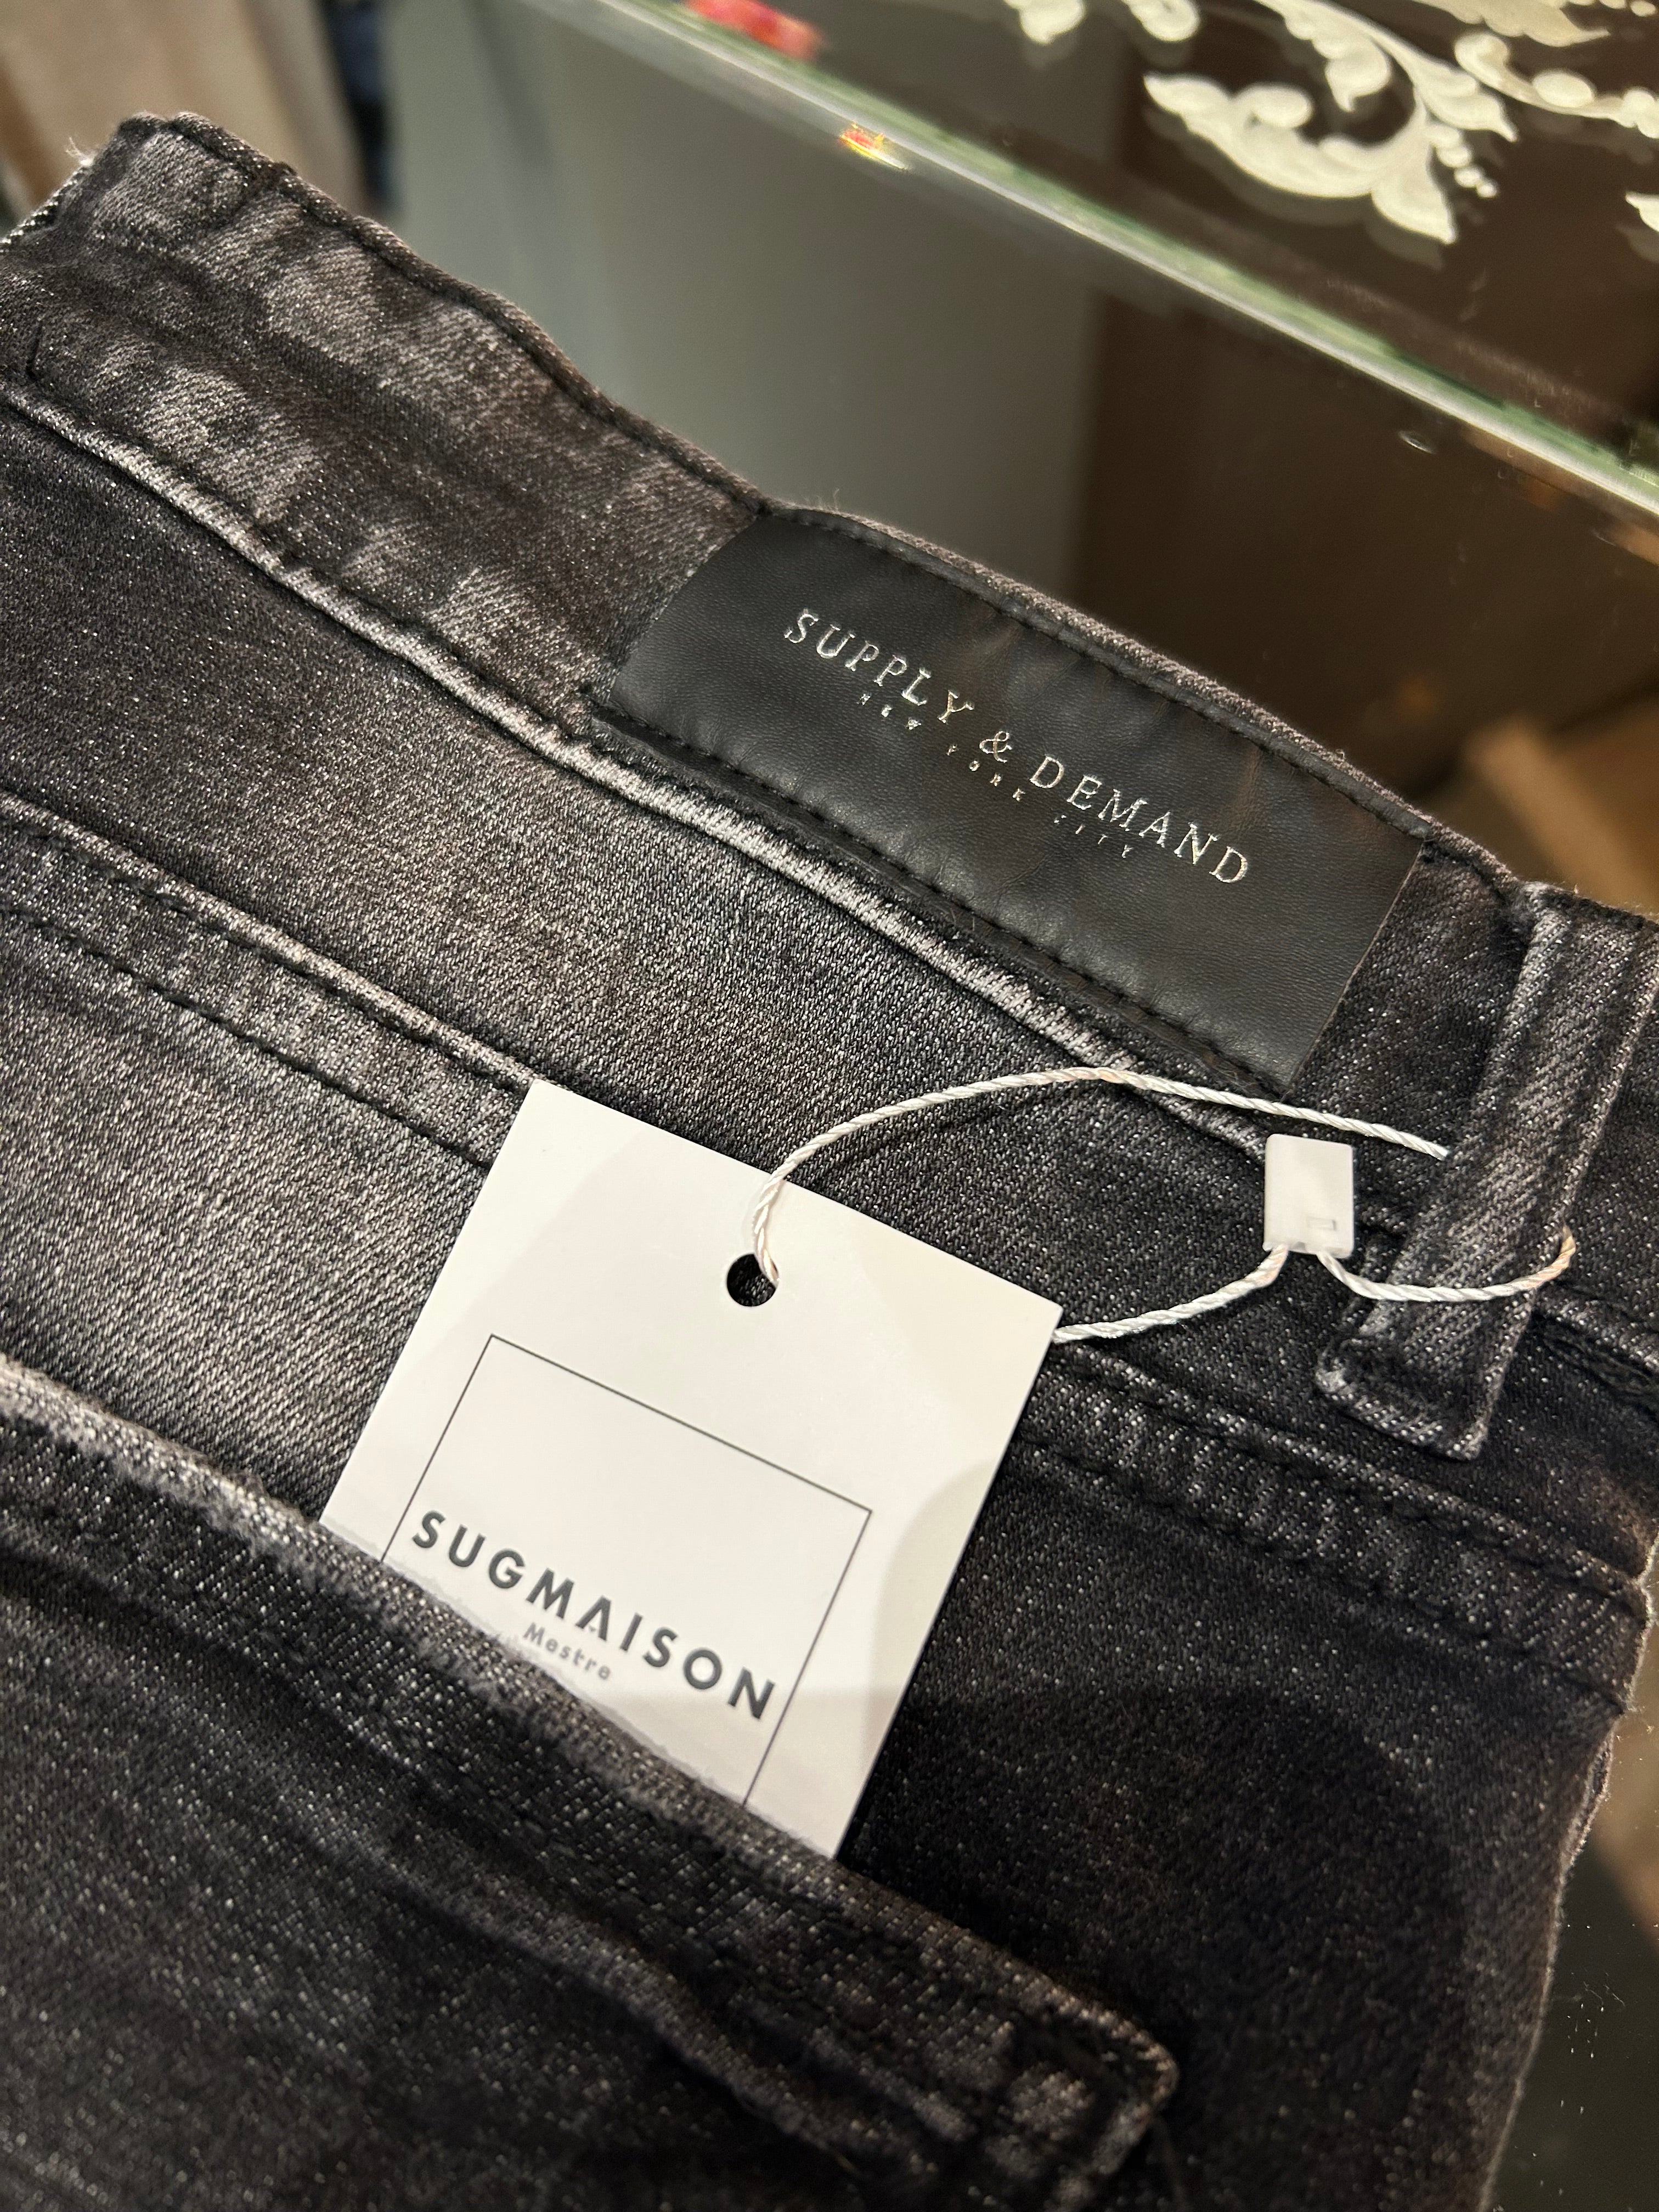 SUPPLY & DEMAND
NEW YORK CITY
SUGMAISON
Mestre